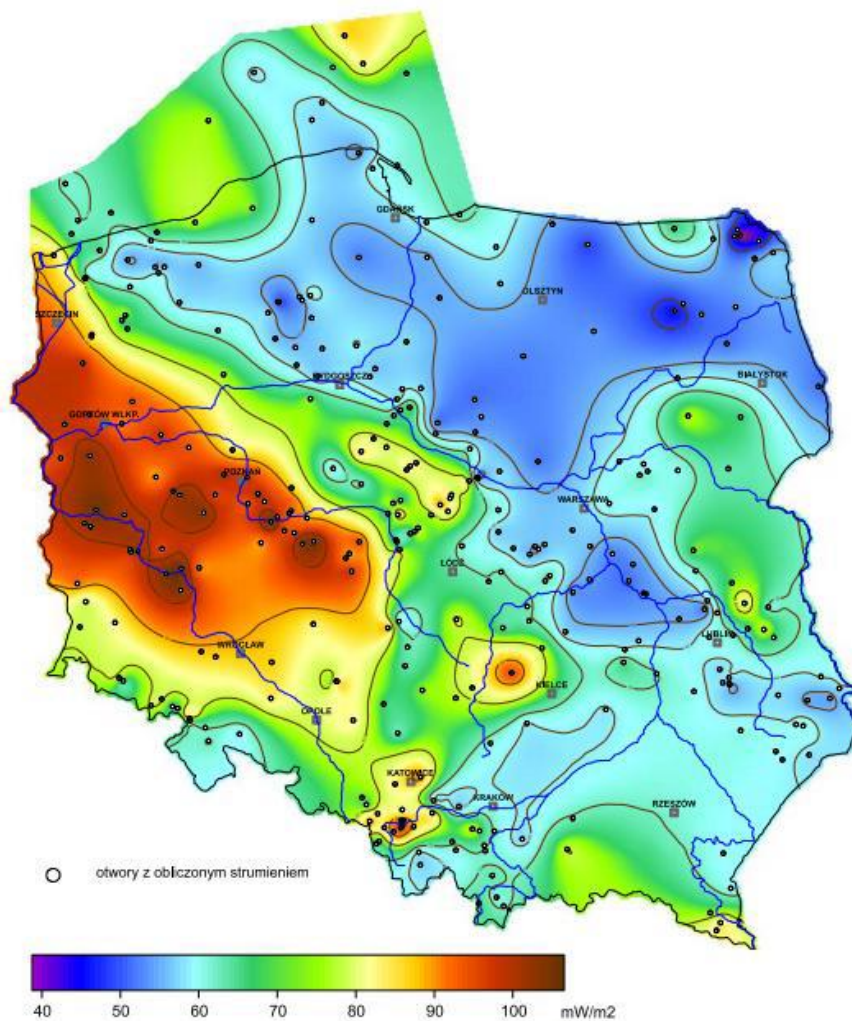 GDAŃSK
OLSZTYN
SZCZECIN
BIAŁYSTOK
BYDGOSZCZ
GORZÓW WLKP.
POZNAŃ
WARSZAWA
ŁÓDŹ
LUBLIN
WROCŁAW
KIELCE
OPOLE
KATOWICE
KRAKÓW
RZESZÓW
otwory z obliczonym strumieniem
40 50 60 70 80 90 100 mW/m2